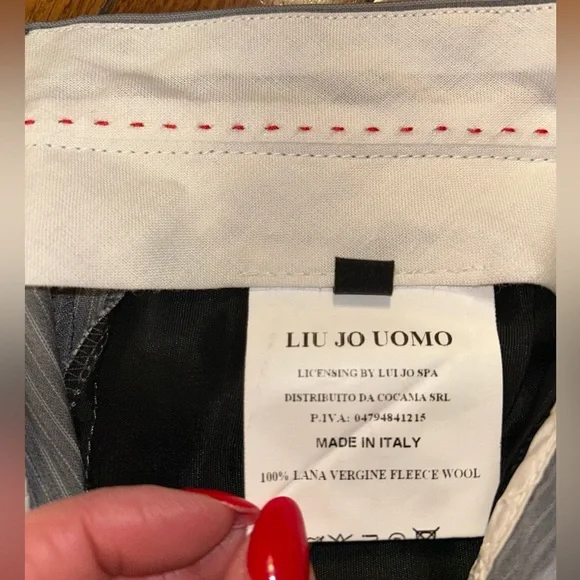 LIU JO UOMO
LICENSING BY LUI JO SPA
DISTRIBUITO DA COCAMA SRL
P.IVA: 04794841215
MADE IN ITALY
100% LANA VERGINE FLEECE WOOL